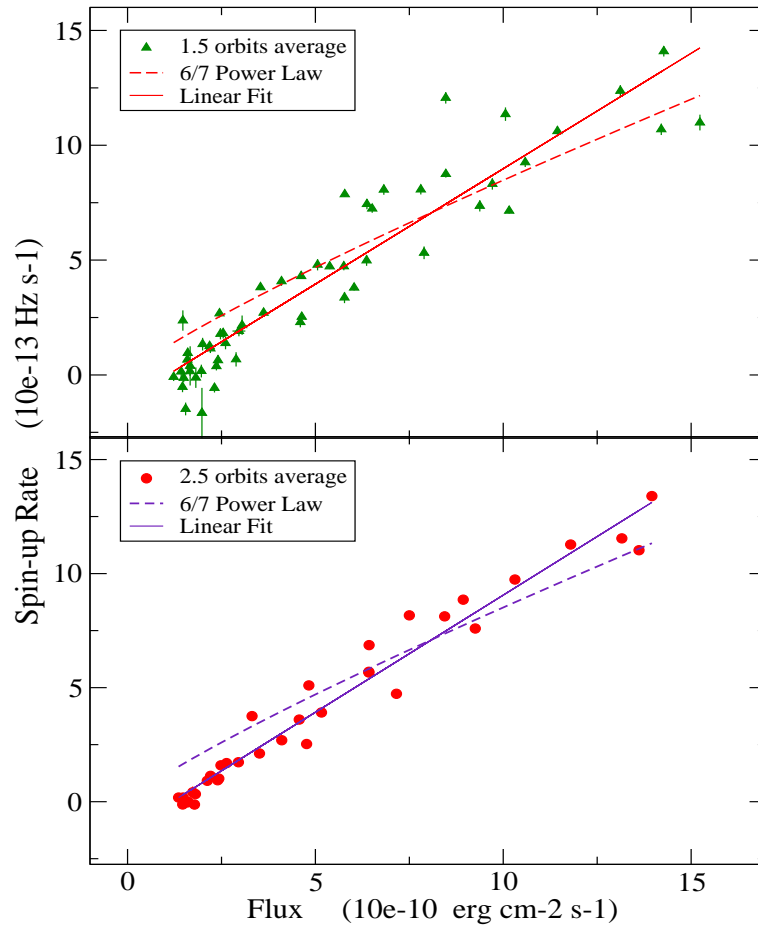 15
10
5
0
1.5 orbits average
6/7 Power Law
Linear Fit
Spin-up Rate (10e-13 Hz s-1)
15
10
5
0
2.5 orbits average
6/7 Power Law
Linear Fit
0 5 10 15
Flux (10e-10 erg cm-2 s-1)